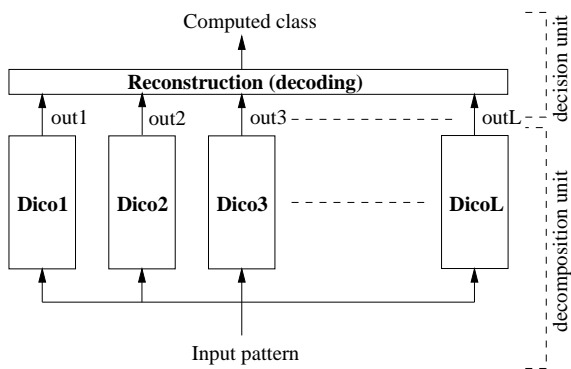 Computed class
Reconstruction (decoding)
out1
out2
out3
outL
Dico1
Dico2
Dico3
DicoL
Input pattern
decision unit
decomposition unit